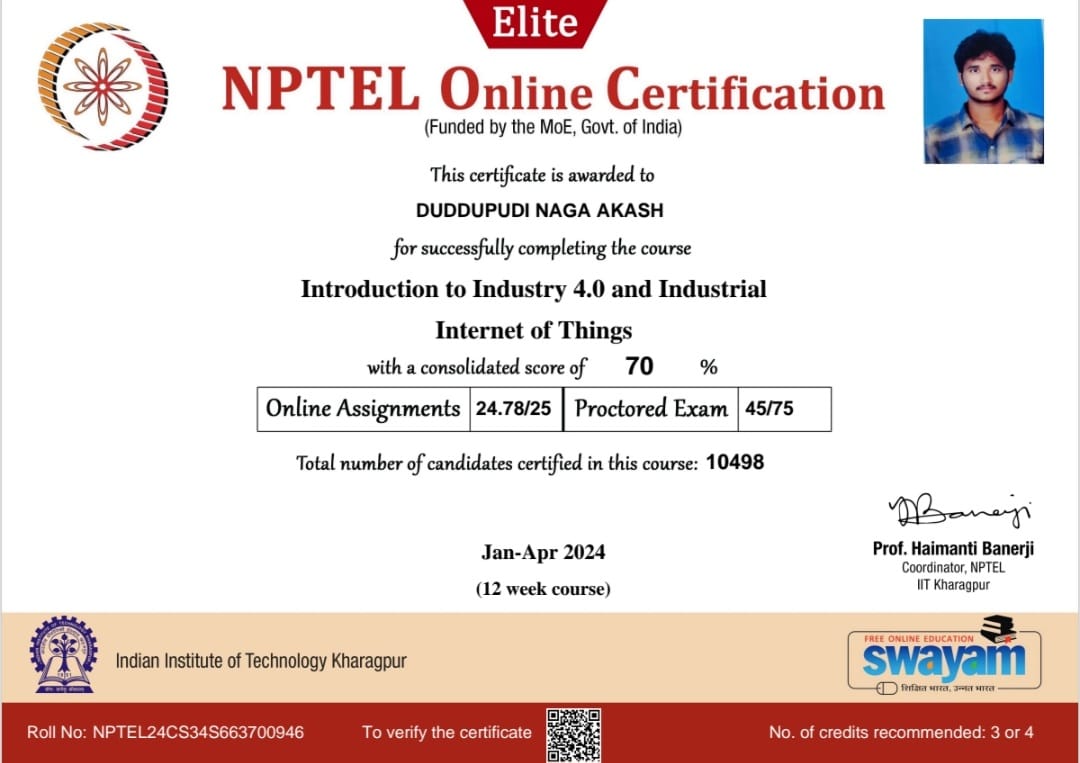 Elite
NPTEL Online Certification
(Funded by the MoE, Govt. of India)
This certificate is awarded to
DUDDUPUDI NAGA AKASH
for successfully completing the course
Introduction to Industry 4.0 and Industrial
Internet of Things
with a consolidated score of 70 %
Online Assignments 24.78/25 Proctored Exam 45/75
Total number of candidates certified in this course: 10498
Jan-Apr 2024
(12 week course)
Prof. Haimanti Banerji
Coordinator, NPTEL
IIT Kharagpur
Indian Institute of Technology Kharagpur
FREE ONLINE EDUCATION
swayam
शिक्षित भारत, उन्नत भारत
Roll No: NPTEL24CS34S663700946
To verify the certificate
No. of credits recommended: 3 or 4